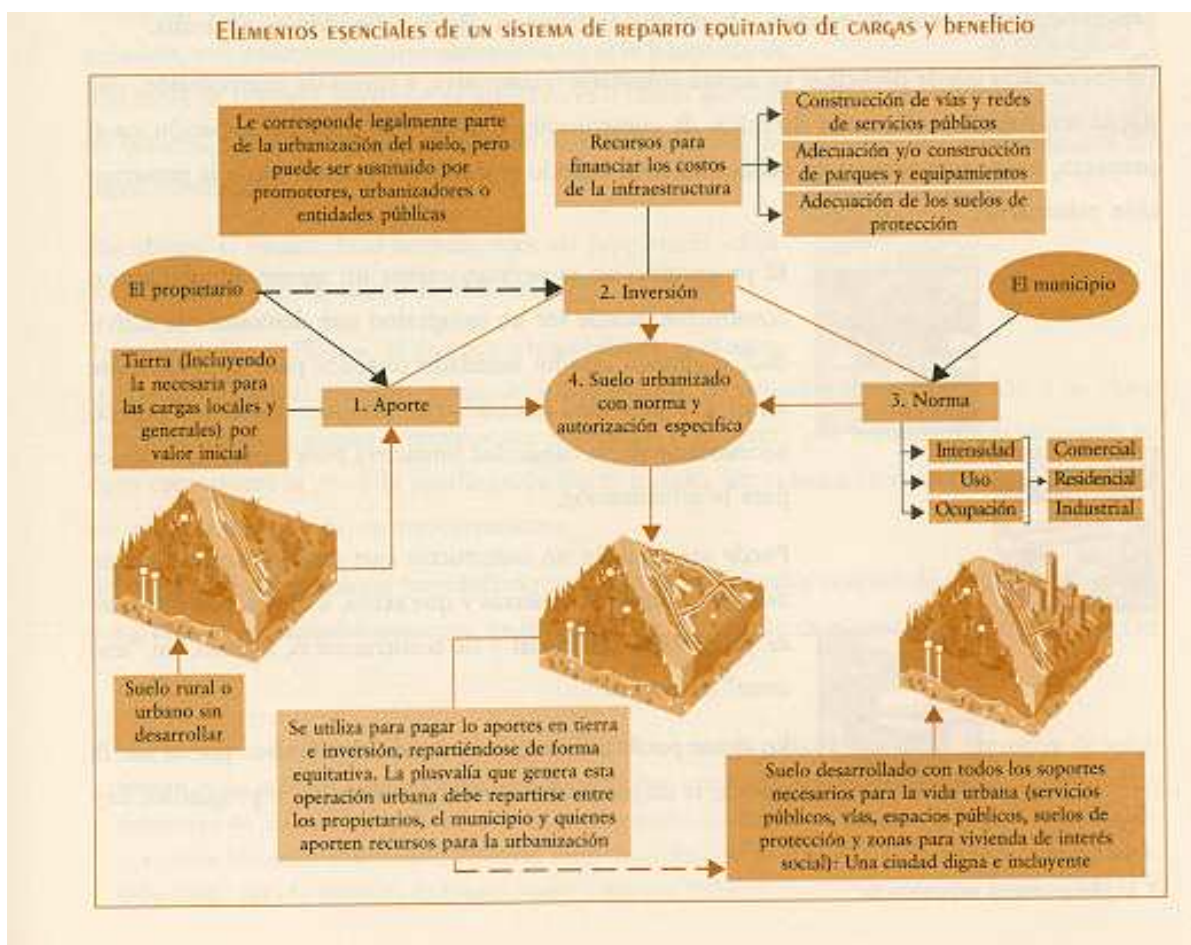 Elementos esenciales de un sistema de reparto equitativo de cargas y beneficio
Le corresponde legalmente parte
de la urbanización del suelo, pero
puede ser sustituido por
promotores, urbanizadores o
entidades públicas
Recursos para
financiar los costos
de la infraestructura
Construcción de vías y redes
de servicios públicos
Adecuación y/o construcción
de parques y equipamientos
Adecuación de los suelos de
protección
El propietario
2. Inversión
El municipio
Tierra (Incluyendo
la necesaria para
las cargas locales y
generales) por
valor inicial
1. Aporte
4. Suelo urbanizado
con norma y
autorización especifica
3. Norma
Intensidad
Uso
Ocupación
Comercial
Residencial
Industrial
Suelo rural o
urbano sin
desarrollar
Se utiliza para pagar lo aportes en tierra
e inversión, repartiéndose de forma
equitativa. La plusvalía que genera esta
operación urbana debe repartirse entre
los propietarios, el municipio y quienes
aporten recursos para la urbanización
Suelo desarrollado con todos los soportes
necesarios para la vida urbana (servicios
públicos, vías, espacios públicos, suelos de
protección y zonas para vivienda de interés
social): Una ciudad digna e incluyente